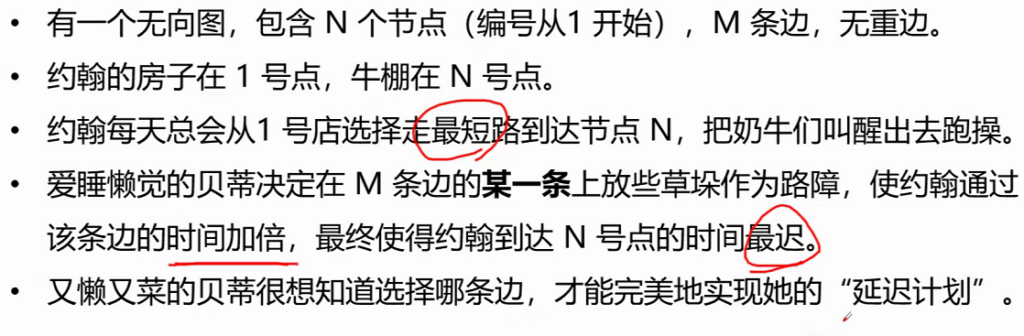 • 有一个无向图，包含 N 个节点（编号从1 开始），M 条边，无重边。
• 约翰的房子在 1 号点，牛棚在 N 号点。
• 约翰每天总会从1 号店选择走最短路到达节点 N，把奶牛们叫醒出去跑操。
• 爱睡懒觉的贝蒂决定在 M 条边的某一条上放些草垛作为路障，使约翰通过
该条边的时间加倍，最终使得约翰到达 N 号点的时间最迟。
• 又懒又菜的贝蒂很想知道选择哪条边，才能完美地实现她的“延迟计划”。